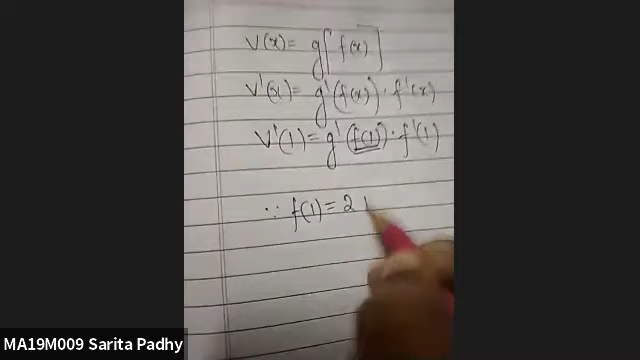 V(x) = g[f(x)]
V'(x) = g'(f(x)) · f'(x)
V'(1) = g'(f(1)) · f'(1)
∵ f(1) = 2
MA19M009 Sarita Padhy